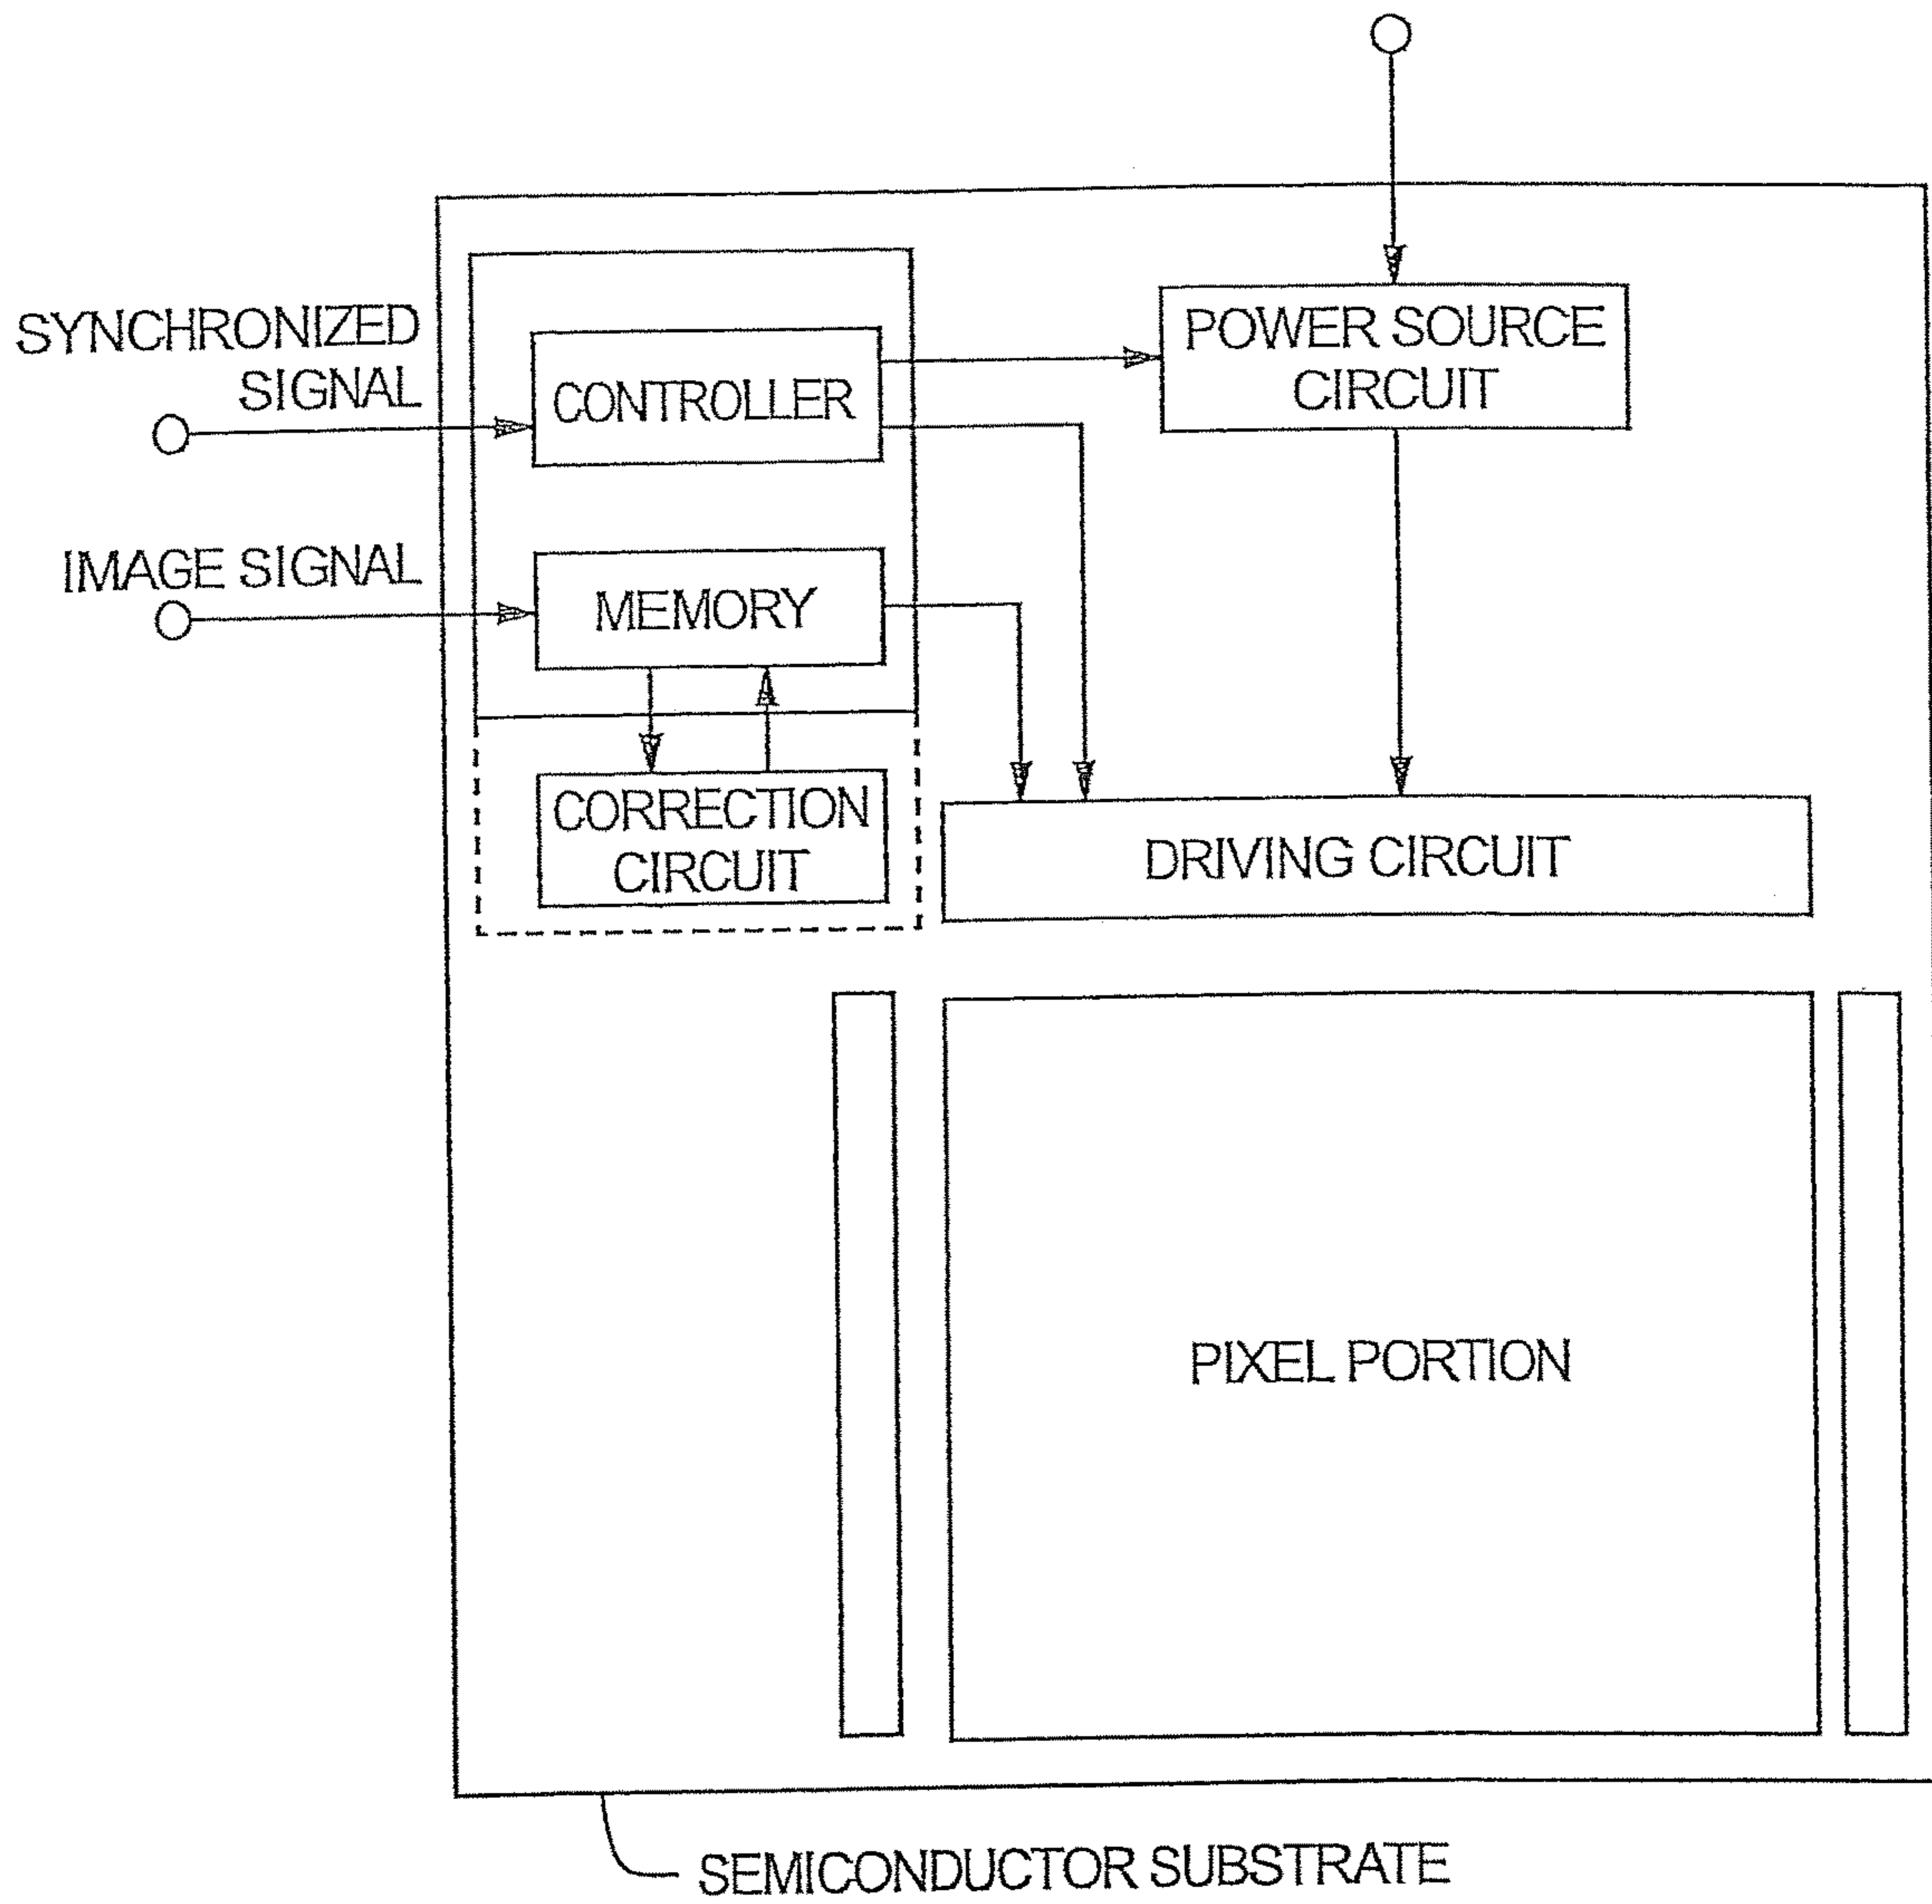 SYNCHRONIZED
SIGNAL
CONTROLLER
POWER SOURCE
CIRCUIT
IMAGE SIGNAL
MEMORY
CORRECTION
CIRCUIT
DRIVING CIRCUIT
PIXEL PORTION
SEMICONDUCTOR SUBSTRATE